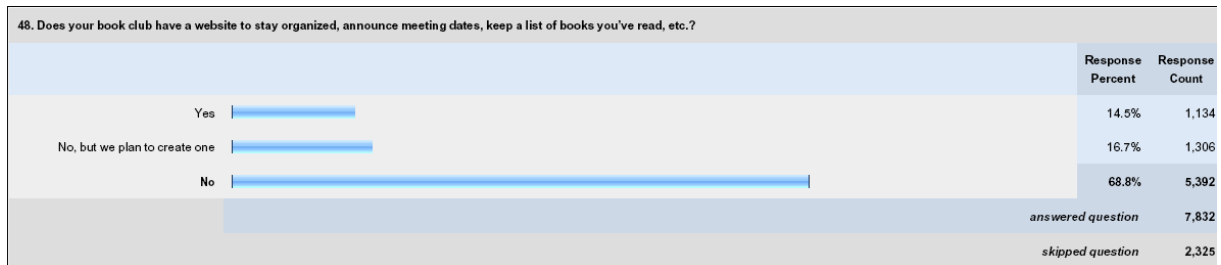 48. Does your book club have a website to stay organized, announce meeting dates, keep a list of books you've read, etc.?
Response Percent Response Count
Yes 14.5% 1,134
No, but we plan to create one 16.7% 1,306
No 68.8% 5,392
answered question 7,832
skipped question 2,325